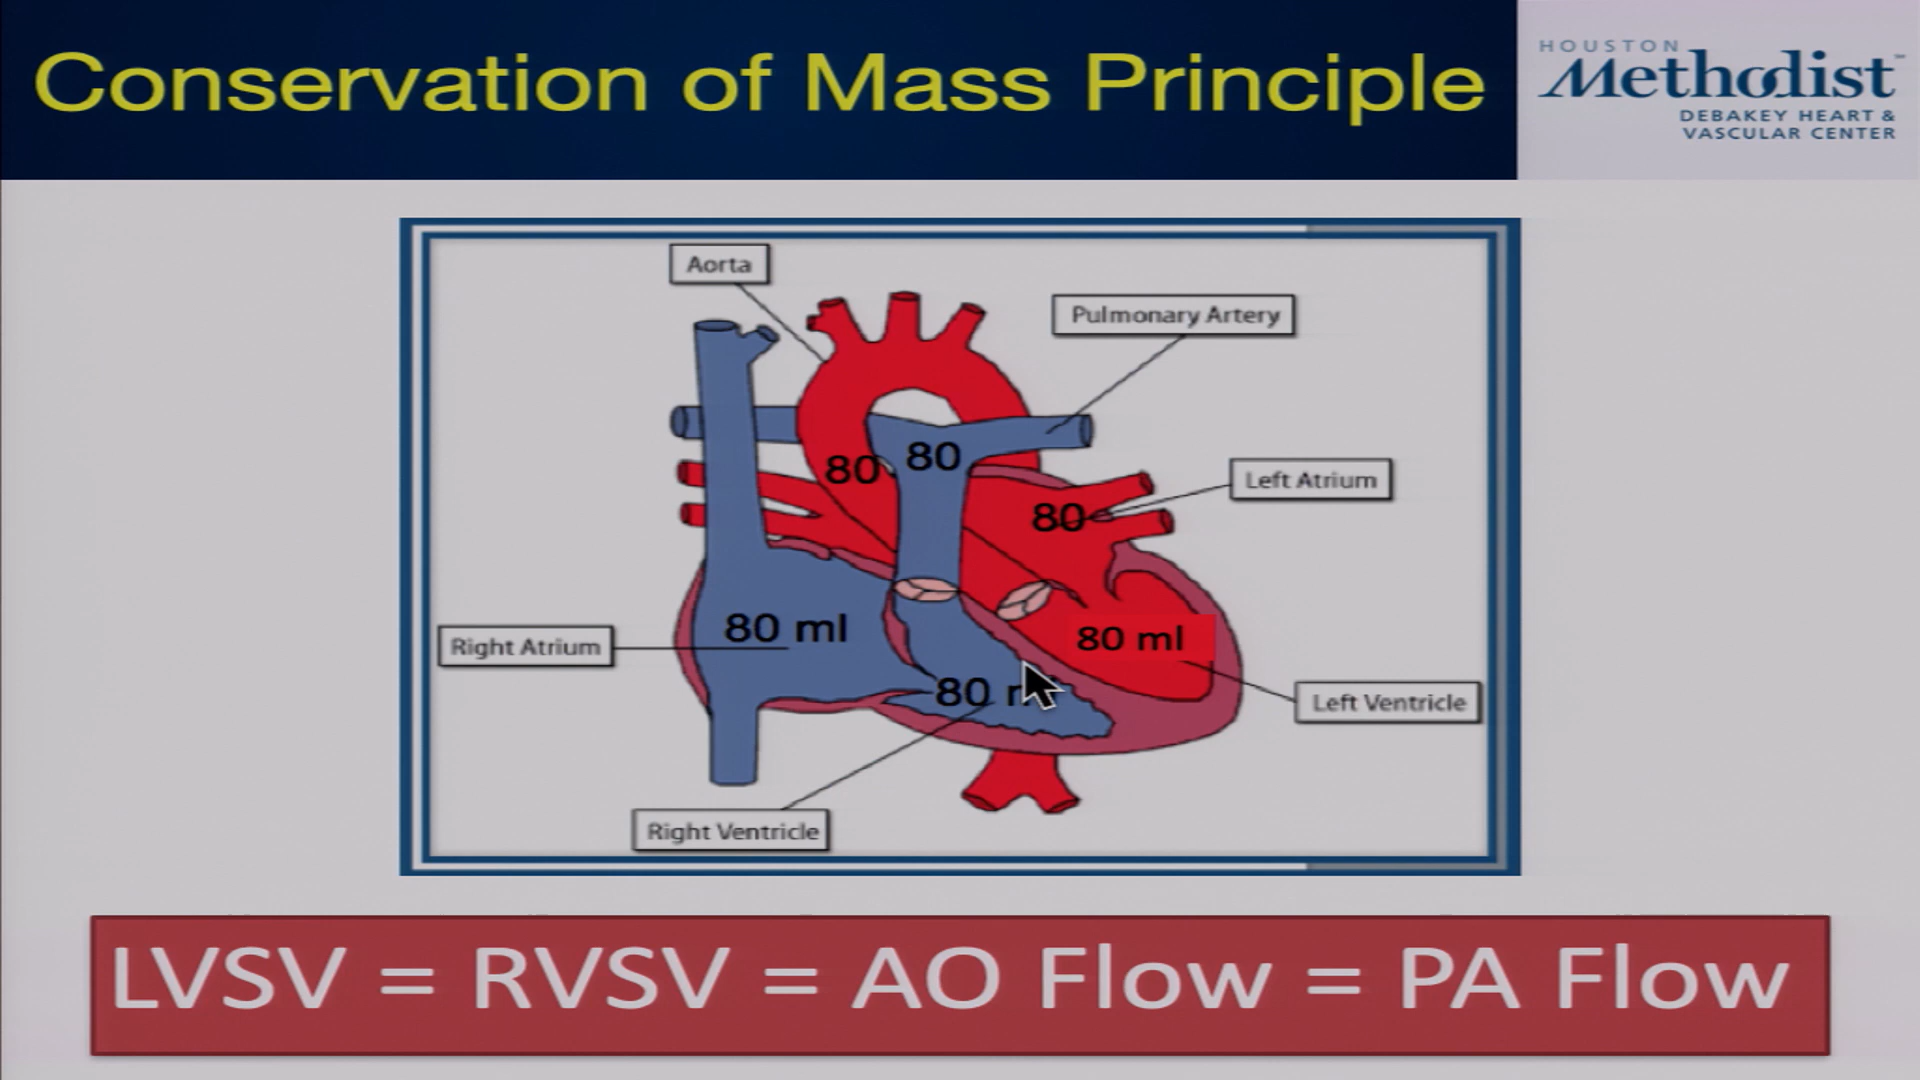 Conservation of Mass Principle
HOUSTON
Methodist
DEBAKEY HEART &
VASCULAR CENTER
Aorta
Pulmonary Artery
80
80
Left Atrium
80
80 ml
Right Atrium
80 ml
80
Left Ventricle
Right Ventricle
LVSV = RVSV = AO Flow = PA Flow